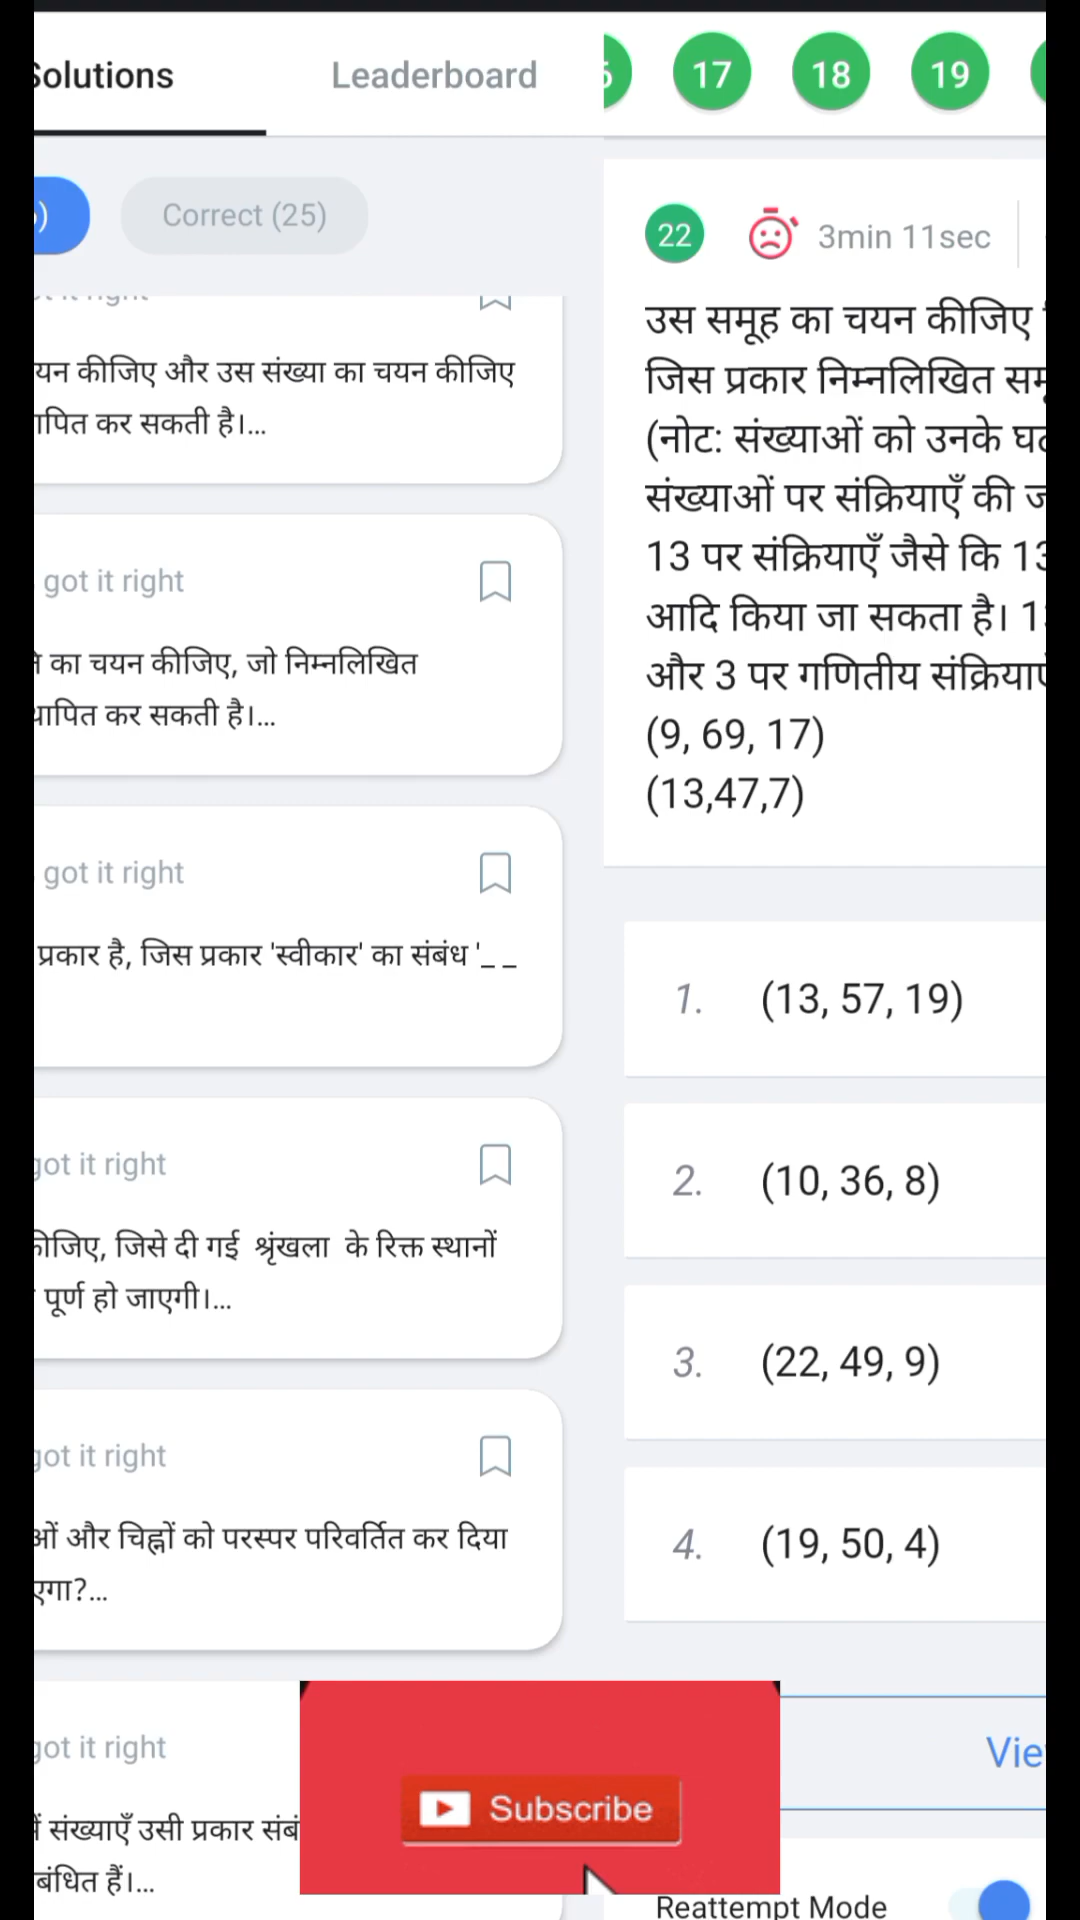 Solutions
Leaderboard
17
18
19
Correct (25)
22
3min 11sec
यन कीजिए और उस संख्या का चयन कीजिए
कर सकती है।...
got it right
का चयन कीजिए, जो निम्नलिखित
कर सकती है।...
got it right
प्रकार है, जिस प्रकार 'स्वीकार' का संबंध '_ _
got it right
जिए, जिसे दी गई श्रृंखला के रिक्त स्थानों
पूर्ण हो जाएगी।...
got it right
ओं और चिह्नों को परस्पर परिवर्तित कर दिया
एगा?...
got it right
संख्याएँ उसी प्रकार
बंधित हैं।...
उस समूह का चयन कीजिए
जिस प्रकार निम्नलिखित
(नोट: संख्याओं को उनके
संख्याओं पर संक्रियाएँ की
13 पर संक्रियाएँ जैसे कि 13
आदि किया जा सकता है।
और 3 पर गणितीय
(9, 69, 17)
(13,47,7)
1. (13, 57, 19)
2. (10, 36, 8)
3. (22, 49, 9)
4. (19, 50, 4)
Vie
Subscribe
Reattempt Mode